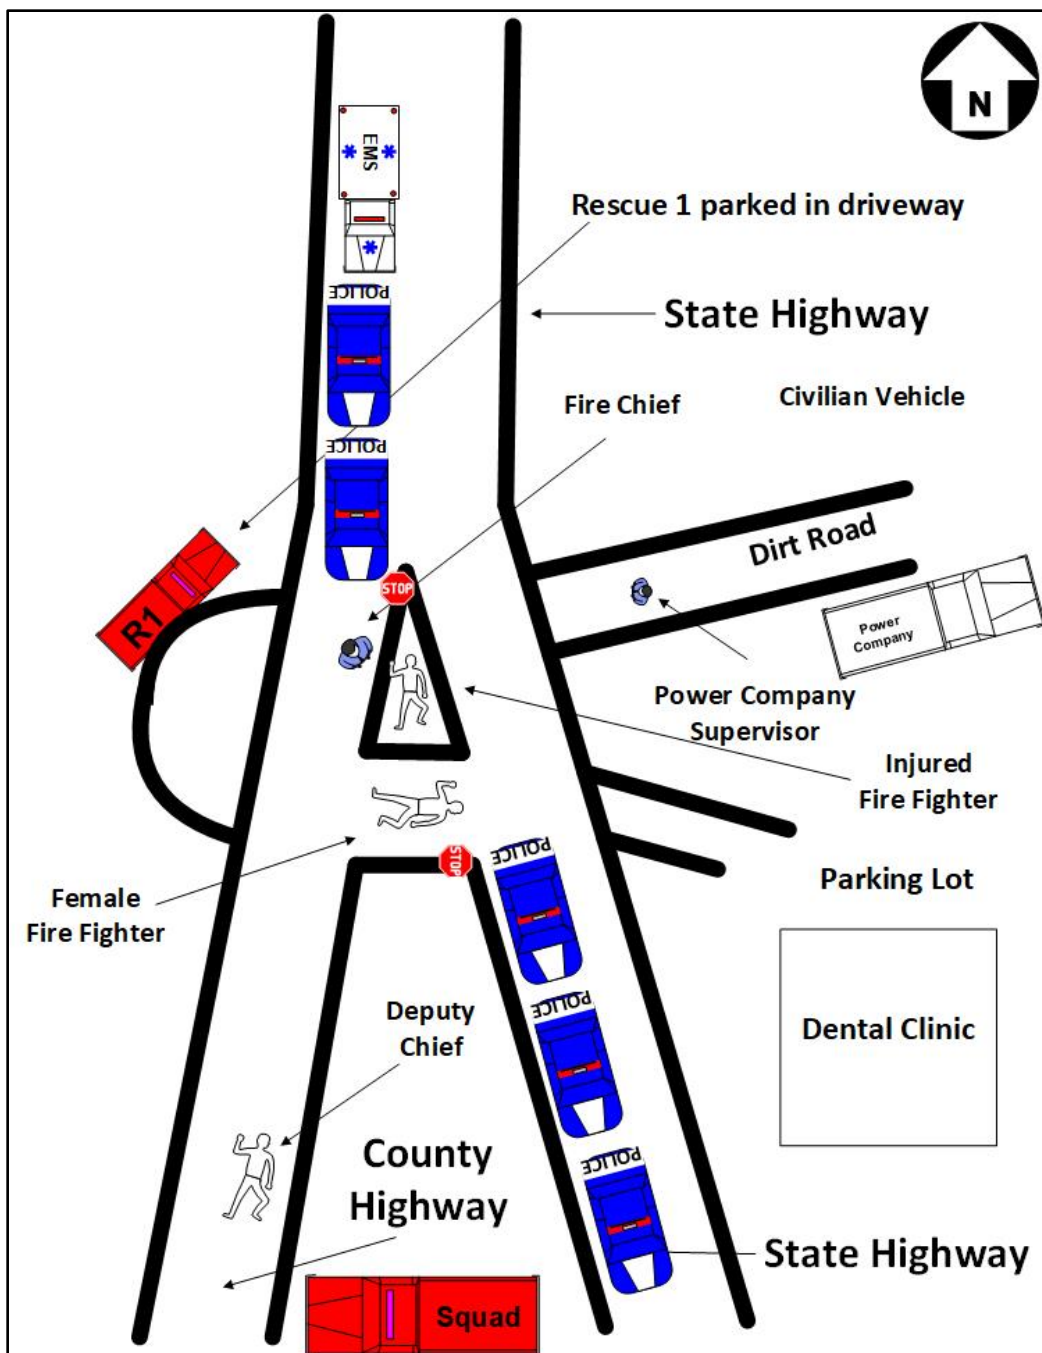 N
EMS
Rescue 1 parked in driveway
POLICE
State Highway
Fire Chief
Civilian Vehicle
POLICE
Dirt Road
STOP
R1
Power
Company
Power Company
Supervisor
Injured
Fire Fighter
POLICE
STOP
Parking Lot
Female
Fire Fighter
Deputy
Chief
POLICE
Dental Clinic
County
Highway
POLICE
State Highway
Squad